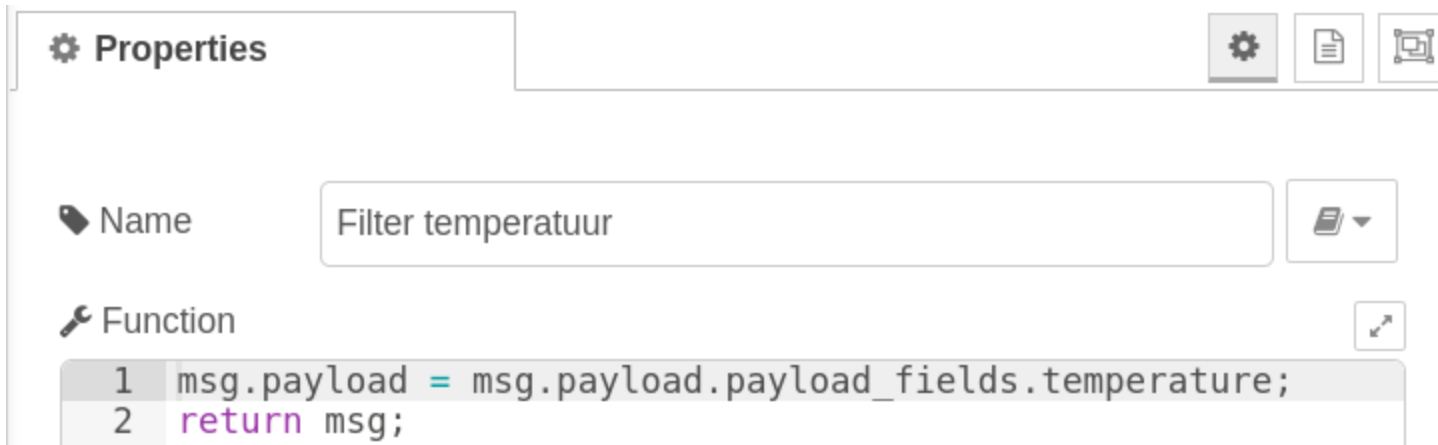 Properties
Name
Filter temperatuur
Function
1 msg.payload = msg.payload.payload_fields.temperature;
2 return msg;